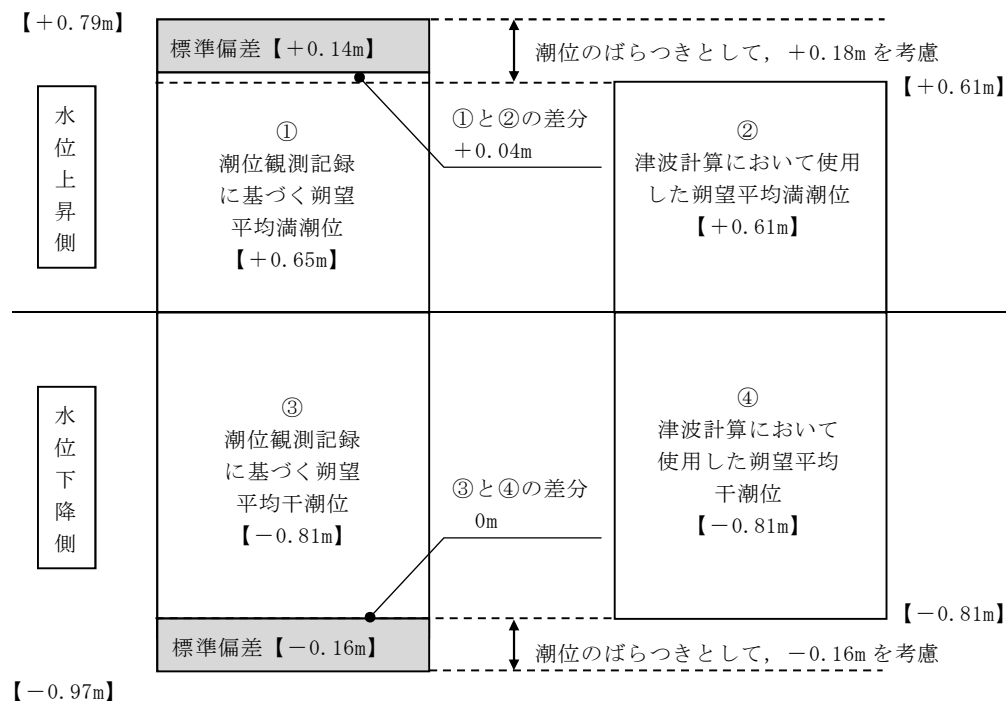 【＋0.79m】
標準偏差【＋0.14m】
潮位のばらつきとして，＋0.18mを考慮
【＋0.61m】
水位上昇側
①
潮位観測記録
に基づく朔望
平均満潮位
【＋0.65m】
①と②の差分
＋0.04m
②
津波計算において使用
した朔望平均満潮位
【＋0.61m】
水位下降側
③
潮位観測記録
に基づく朔望
平均干潮位
【－0.81m】
③と④の差分
0m
④
津波計算において
使用した朔望平均
干潮位
【－0.81m】
【－0.81m】
標準偏差【－0.16m】
潮位のばらつきとして，－0.16mを考慮
【－0.97m】